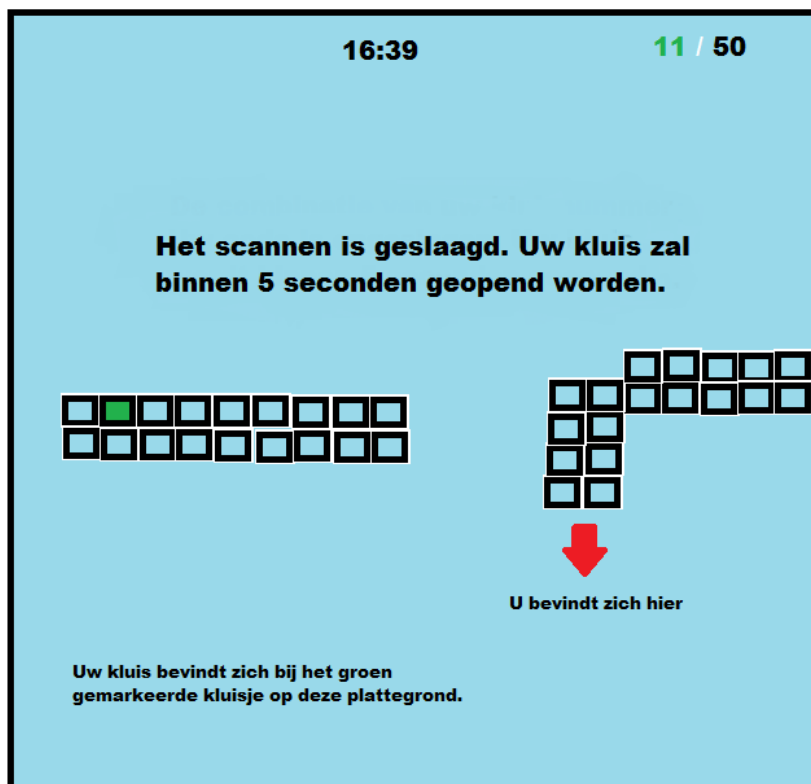 16:39
11 / 50
Het scannen is geslaagd. Uw kluis zal
binnen 5 seconden geopend worden.
U bevindt zich hier
Uw kluis bevindt zich bij het groen
gemarkeerde kluisje op deze plattegrond.